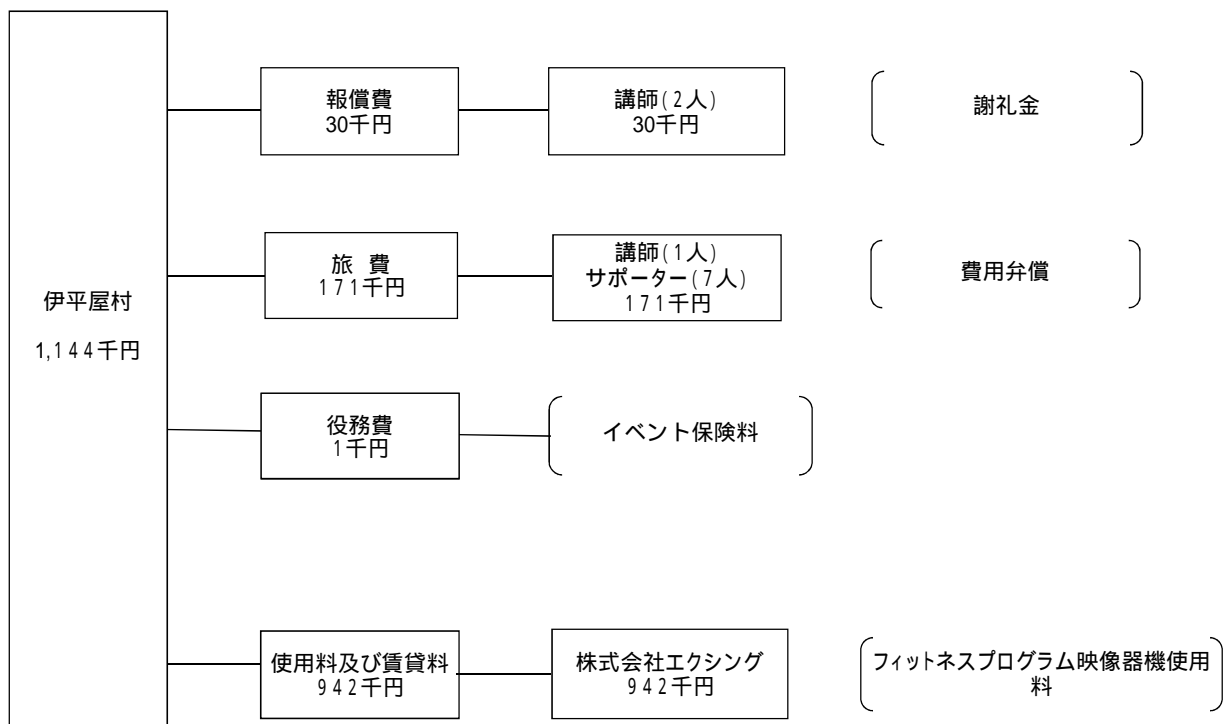 報償費
30千円
講師(2人)
30千円
謝礼金
旅 費
171千円
講師(1人)
サポーター(7人)
171千円
費用弁償
伊平屋村
1,144千円
役務費
1千円
イベント保険料
使用料及び賃貸料
942千円
株式会社エクシング
942千円
フィットネスプログラム映像器機使用
料